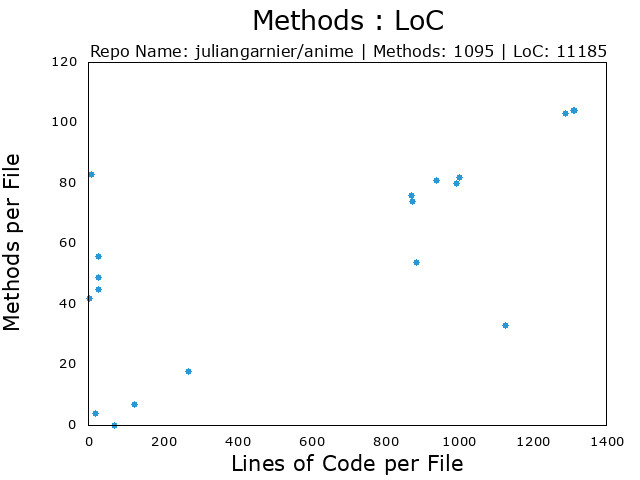 Methods : LoC
Repo Name: juliangarnier/anime | Methods: 1095 | LoC: 11185
120
100
80
60
40
20
0
Methods per File
0 200 400 600 800 1000 1200 1400
Lines of Code per File